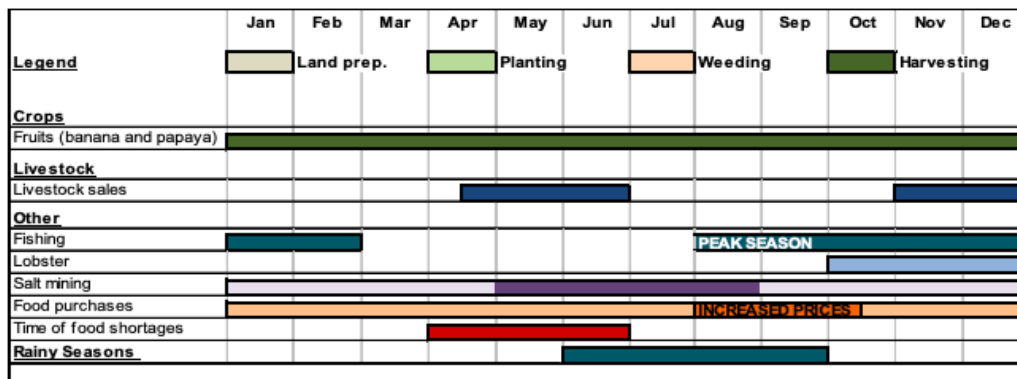 Jan Feb Mar Apr May Jun Jul Aug Sep Oct Nov Dec
Legend Land prep. Planting Weeding Harvesting
Crops
Fruits (banana and papaya)
Livestock
Livestock sales
Other
Fishing PEAK SEASON
Lobster
Salt mining
Food purchases INCREASED PRICES
Time of food shortages
Rainy Seasons